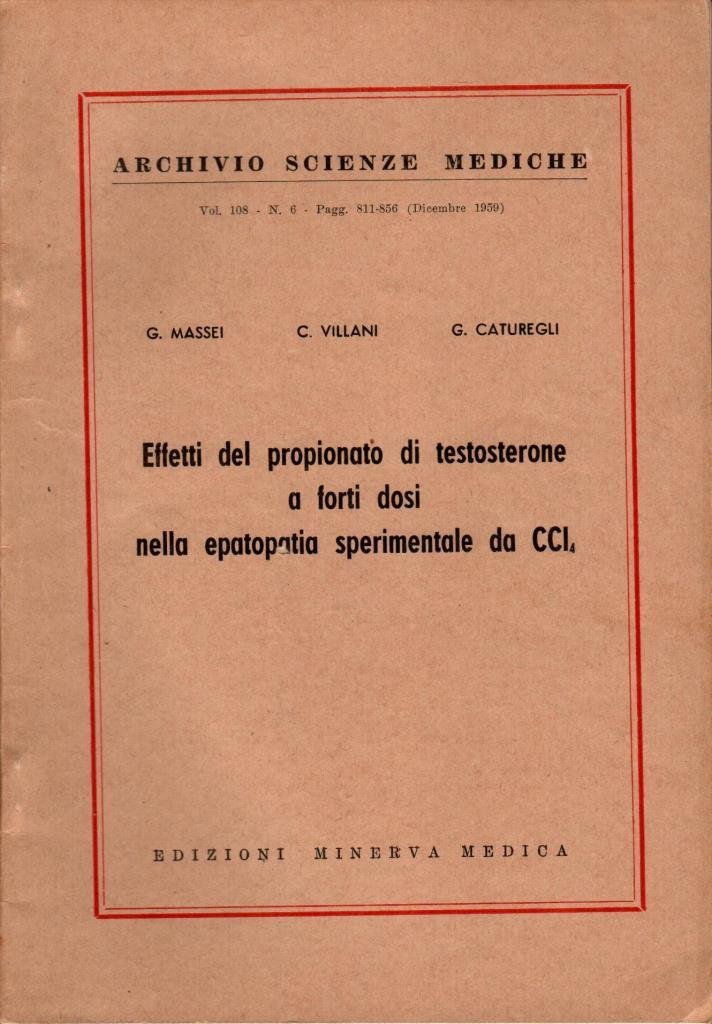 ARCHIVIO SCIENZE MEDICHE
Vol. 108 - N. 6 - Pagg. 811-856 (Dicembre 1959)
G. MASSEI C. VILLANI G. CATUREGLI
Effetti del propionato di testosterone
a forti dosi
nella epatopatia sperimentale da CCl₄
EDIZIONI MINERVA MEDICA